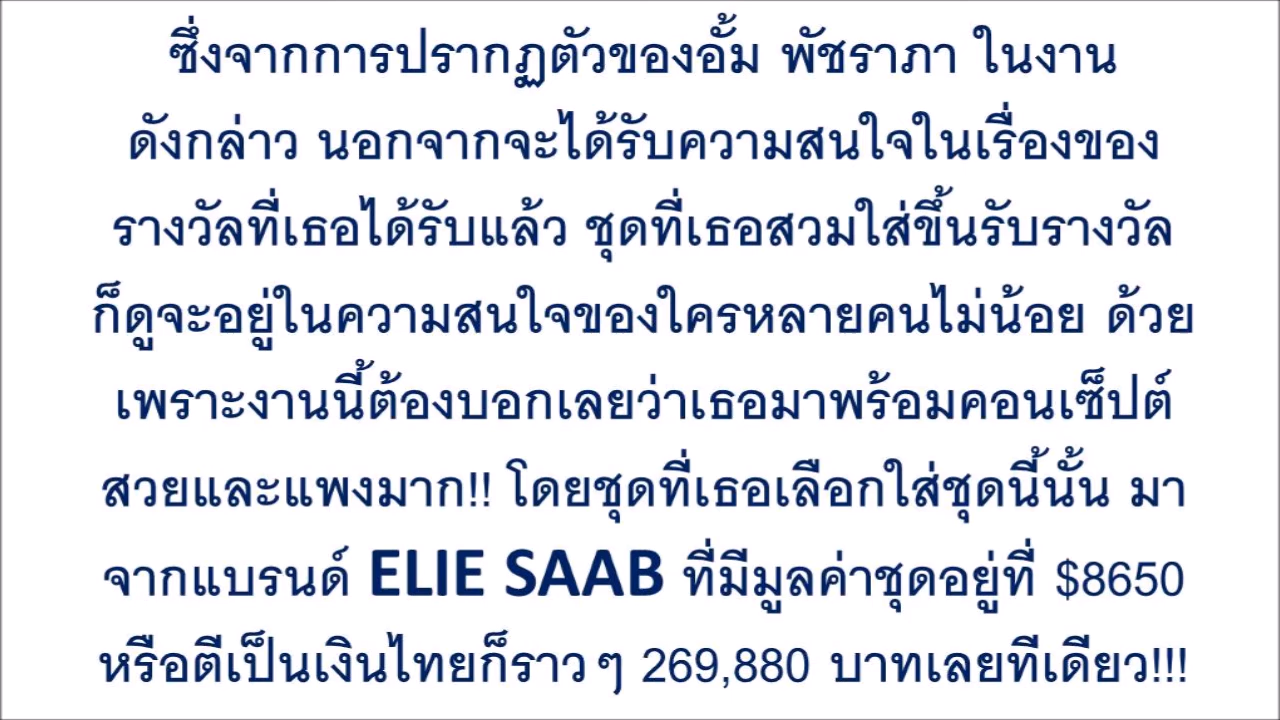 ซึ่งจากการปรากฏตัวของอั้ม พัชราภา ในงาน
ดังกล่าว นอกจากจะได้รับความสนใจในเรื่องของ
รางวัลที่เธอได้รับแล้ว ชุดที่เธอสวมใส่ขึ้นรับรางวัล
ก็ดูจะอยู่ในความสนใจของใครหลายคนไม่น้อย ด้วย
เพราะงานนี้ต้องบอกเลยว่าเธอมาพร้อมคอนเซ็ปต์
สวยและแพงมาก!! โดยชุดที่เธอเลือกใส่ชุดนี้นั้น มา
จากแบรนด์ ELIE SAAB ที่มีมูลค่าชุดอยู่ที่ $8650
หรือตีเป็นเงินไทยก็ราวๆ 269,880 บาทเลยทีเดียว!!!